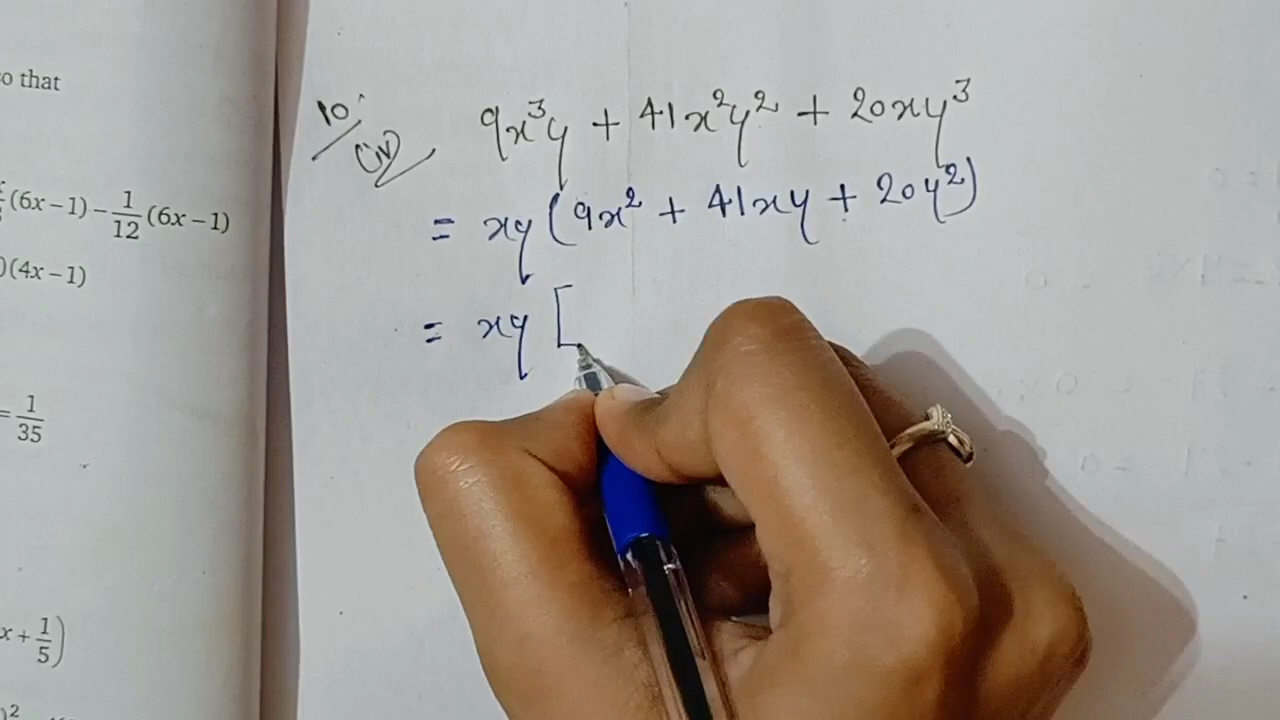 o that
(6x−1)−1/12(6x−1)
)(4x−1)
=1/35
x+1/5)
)²
10/(iv) 9x³y + 41x²y² + 20xy³
= xy(9x² + 41xy + 20y²)
= xy [